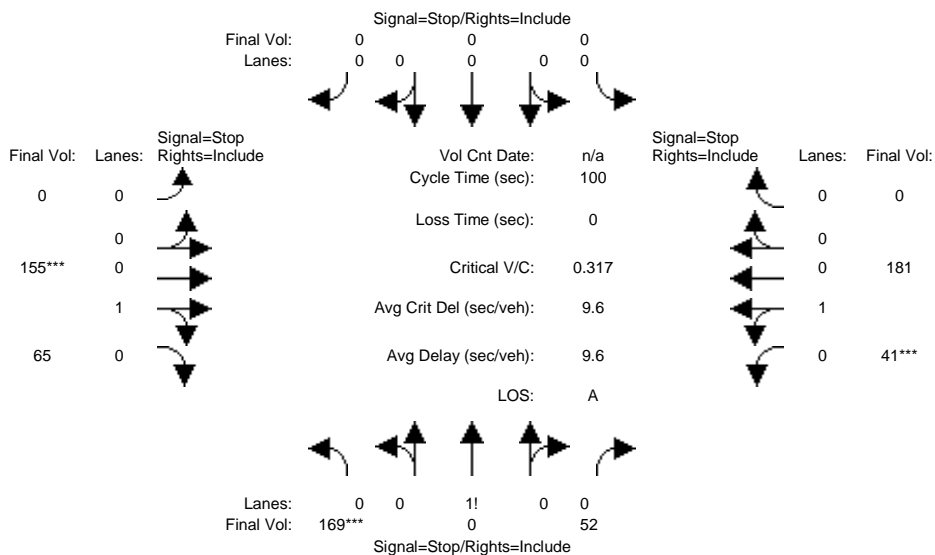 Signal=Stop/Rights=Include
Final Vol: 0 0 0
Lanes: 0 0 0 0 0
Signal=Stop
Final Vol: Lanes: Rights=Include
Vol Cnt Date: n/a
Signal=Stop
Rights=Include Lanes: Final Vol:
Cycle Time (sec): 100
0 0
0 0
Loss Time (sec): 0
0
0
155*** 0
Critical V/C: 0.317
0 181
1
Avg Crit Del (sec/veh): 9.6
1
65 0
Avg Delay (sec/veh): 9.6
0 41***
LOS: A
Lanes: 0 0 1! 0 0
Final Vol: 169*** 0 52
Signal=Stop/Rights=Include